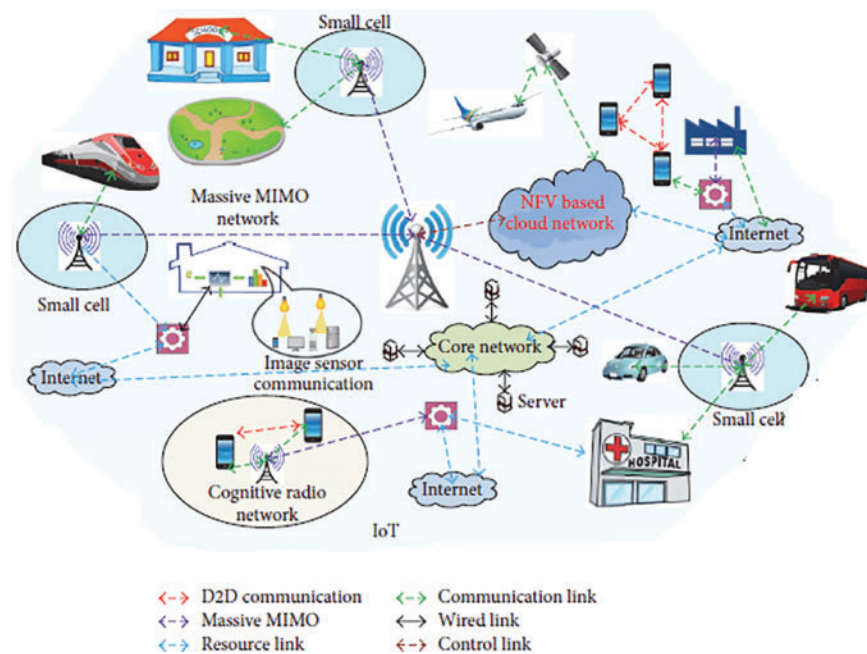 Small cell
SCHOOL
Massive MIMO
network
NFV based
cloud network
Internet
Small cell
Internet
Image sensor
communication
Core network
Server
Small cell
HOSPITAL
Cognitive radio
network
Internet
IoT
D2D communication
Communication link
Massive MIMO
Wired link
Resource link
Control link